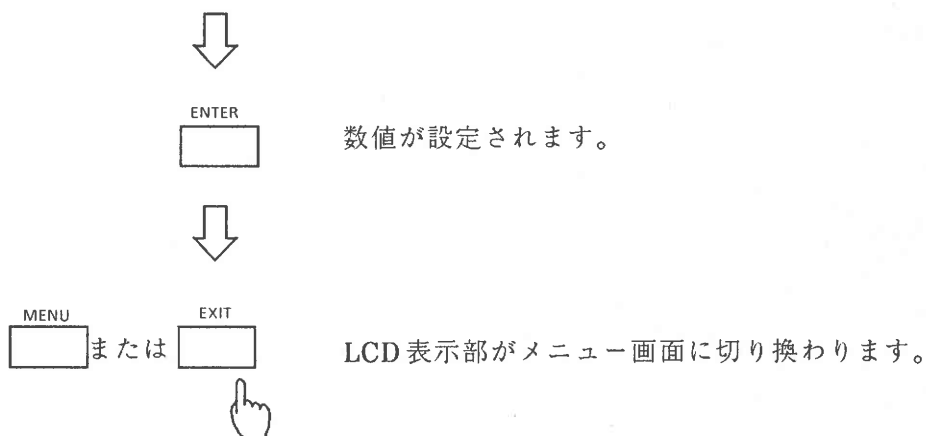 ENTER
数値が設定されます。
MENU
EXIT
または
LCD表示部がメニュー画面に切り換わります。